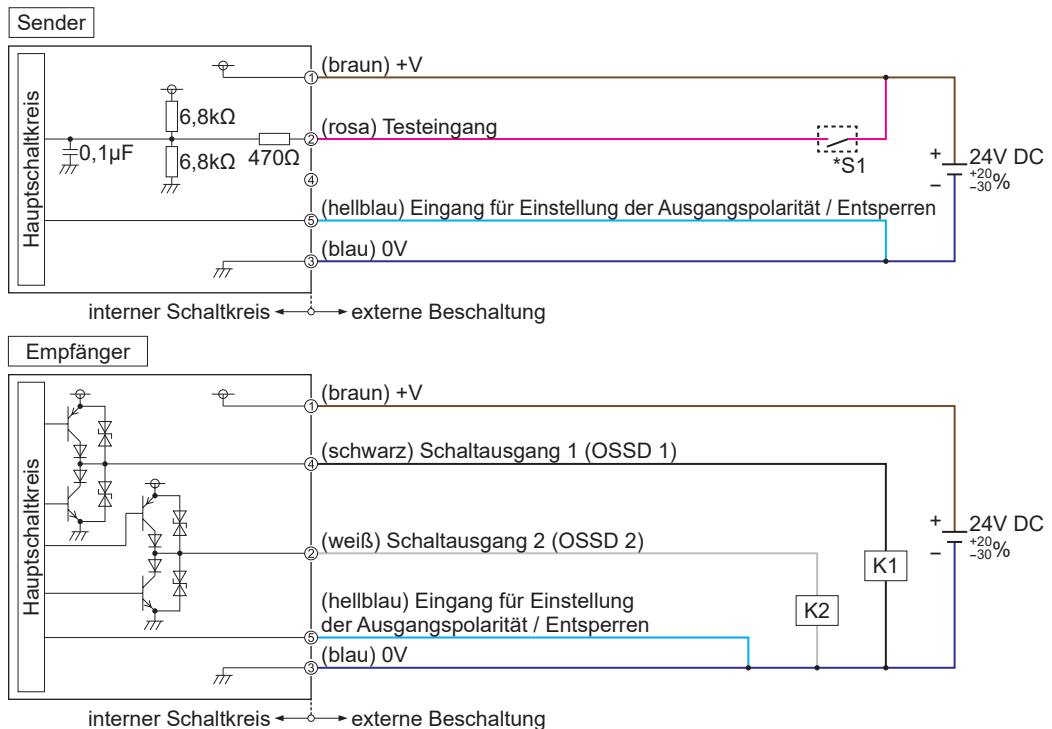 Sender
Hauptschaltkreis
(braun) +V
①
6,8kΩ
(rosa) Testeingang
②
0,1µF
6,8kΩ
470Ω
*S1
④
+
−
24V DC
+20
−30%
(hellblau) Eingang für Einstellung der Ausgangspolarität / Entsperren
⑤
(blau) 0V
③
interner Schaltkreis
externe Beschaltung
Empfänger
Hauptschaltkreis
(braun) +V
①
(schwarz) Schaltausgang 1 (OSSD 1)
④
(weiß) Schaltausgang 2 (OSSD 2)
②
+
−
24V DC
+20
−30%
K1
K2
(hellblau) Eingang für Einstellung
der Ausgangspolarität / Entsperren
⑤
(blau) 0V
③
interner Schaltkreis
externe Beschaltung